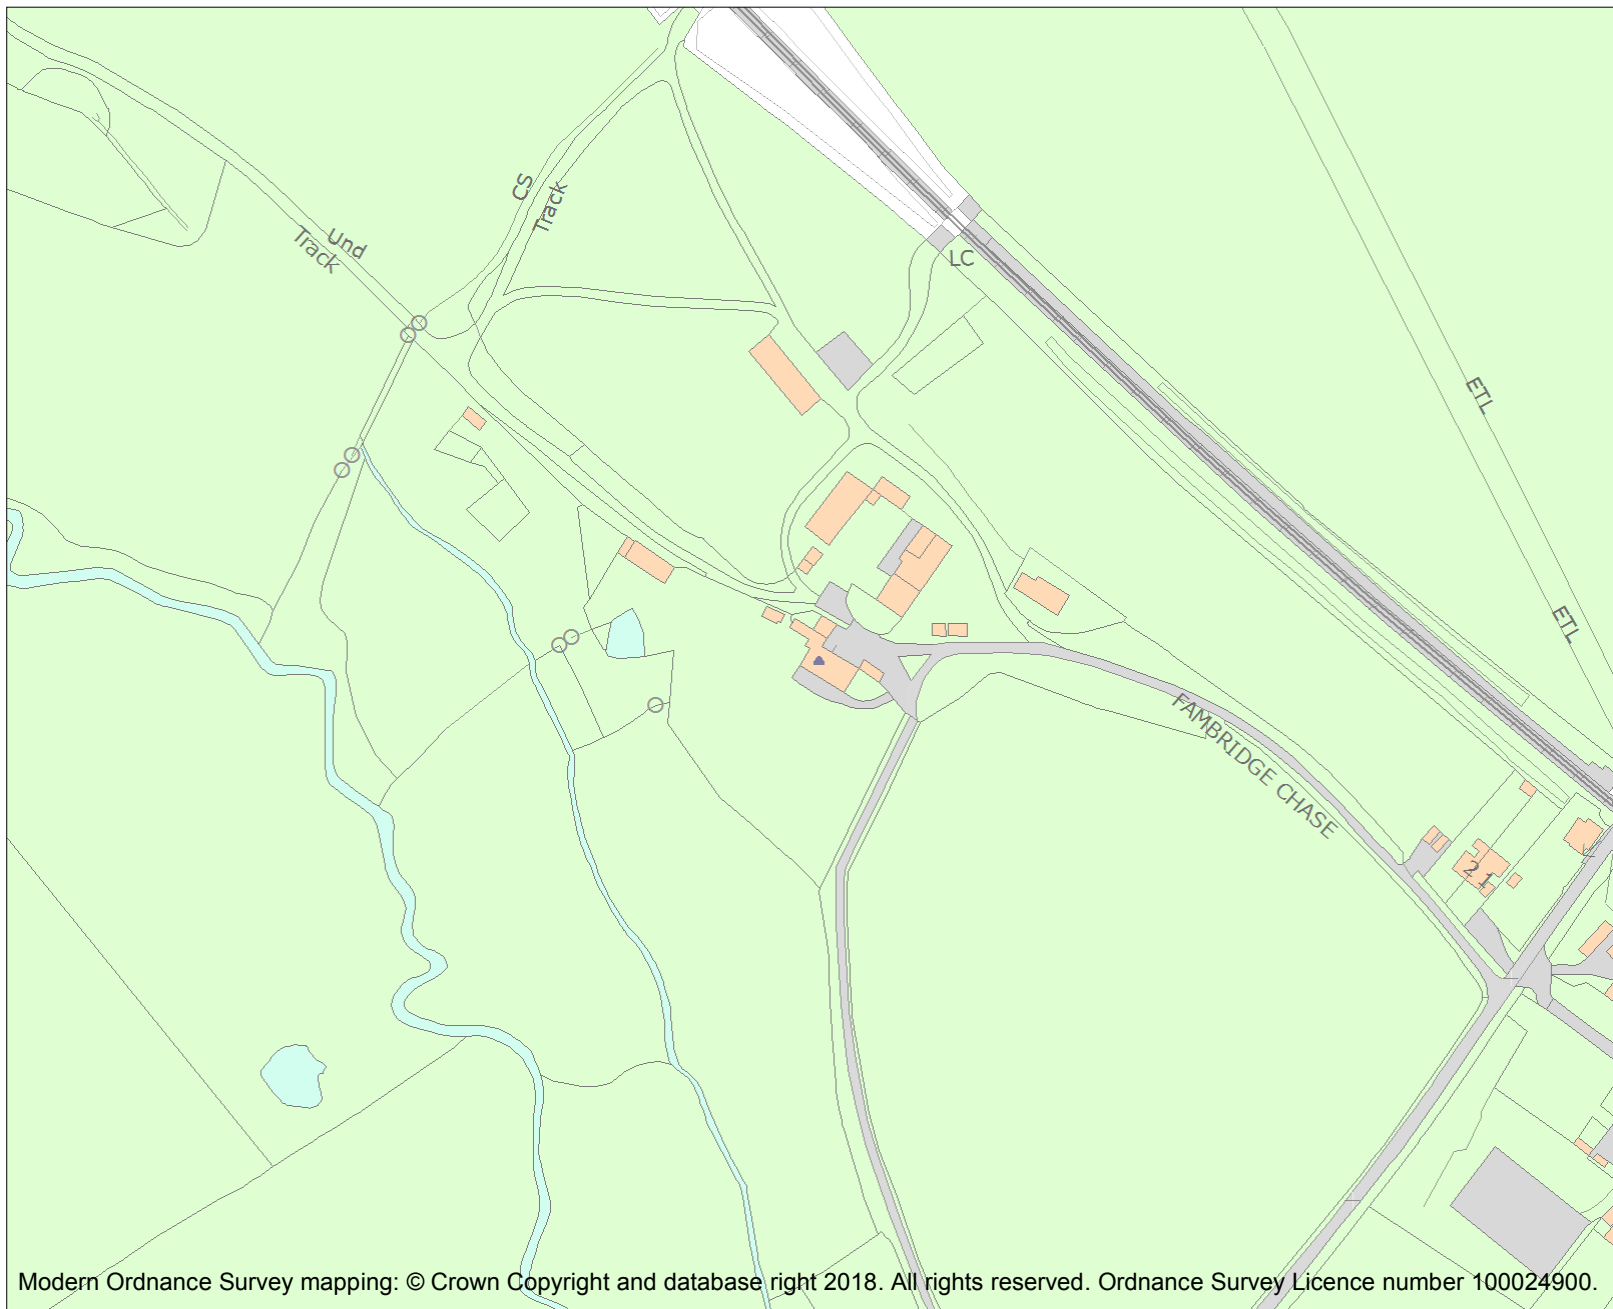 CS
Track
Und
Track
LC
ETL
ETL
FAMBRIDGE CHASE
2 1
Modern Ordnance Survey mapping: © Crown Copyright and database right 2018. All rights reserved. Ordnance Survey Licence number 100024900.